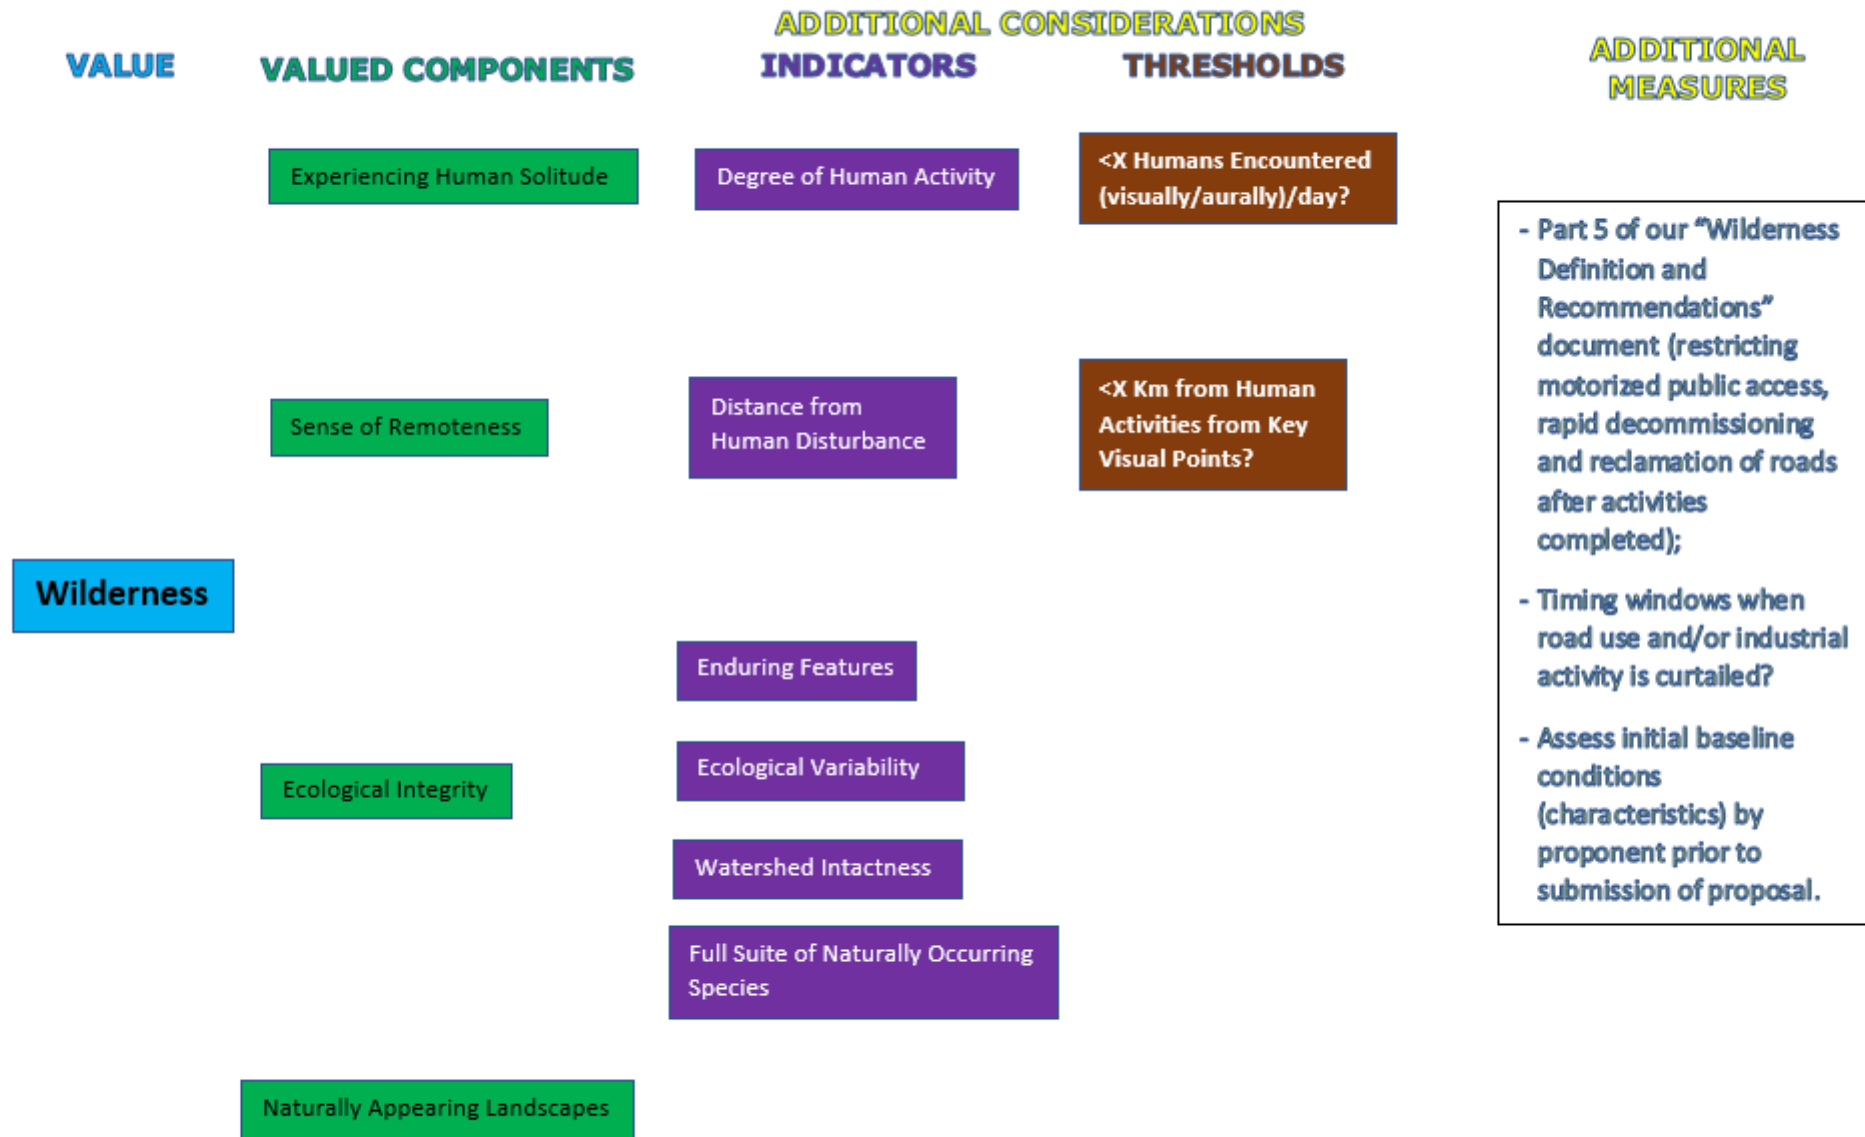 ADDITIONAL CONSIDERATIONS
VALUE
VALUED COMPONENTS
INDICATORS
THRESHOLDS
ADDITIONAL
MEASURES
Experiencing Human Solitude
Degree of Human Activity
<X Humans Encountered
(visually/aurally)/day?
Sense of Remoteness
Distance from
Human Disturbance
<X Km from Human
Activities from Key
Visual Points?
Wilderness
Enduring Features
Ecological Integrity
Ecological Variability
Watershed Intactness
Full Suite of Naturally Occurring
Species
Naturally Appearing Landscapes
- Part 5 of our “Wilderness
Definition and
Recommendations”
document (restricting
motorized public access,
rapid decommissioning
and reclamation of roads
after activities
completed);
- Timing windows when
road use and/or industrial
activity is curtailed?
- Assess initial baseline
conditions
(characteristics) by
proponent prior to
submission of proposal.